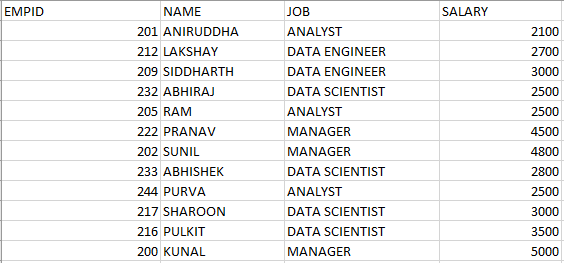 EMPID NAME JOB SALARY
201 ANIRUDDHA ANALYST 2100
212 LAKSHAY DATA ENGINEER 2700
209 SIDDHARTH DATA ENGINEER 3000
232 ABHIRAJ DATA SCIENTIST 2500
205 RAM ANALYST 2500
222 PRANAV MANAGER 4500
202 SUNIL MANAGER 4800
233 ABHISHEK DATA SCIENTIST 2800
244 PURVA ANALYST 2500
217 SHAROON DATA SCIENTIST 3000
216 PULKIT DATA SCIENTIST 3500
200 KUNAL MANAGER 5000